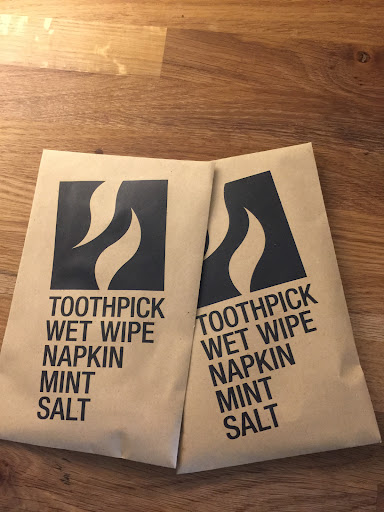 TOOTHPICK
WET WIPE
NAPKIN
MINT
SALT
TOOTHPICK
WET WIPE
NAPKIN
MINT
SALT